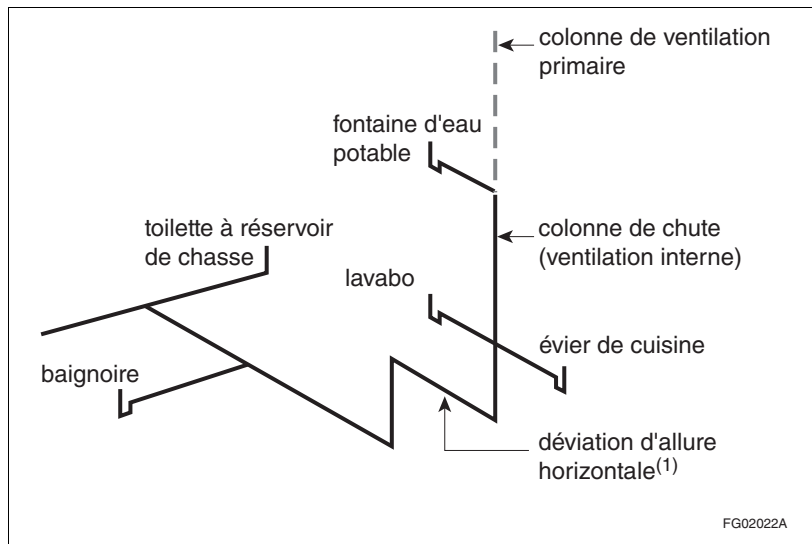 colonne de ventilation
primaire
fontaine d'eau
potable
toilette à réservoir
de chasse
colonne de chute
(ventilation interne)
lavabo
évier de cuisine
baignoire
déviation d'allure
horizontale(1)
FG02022A